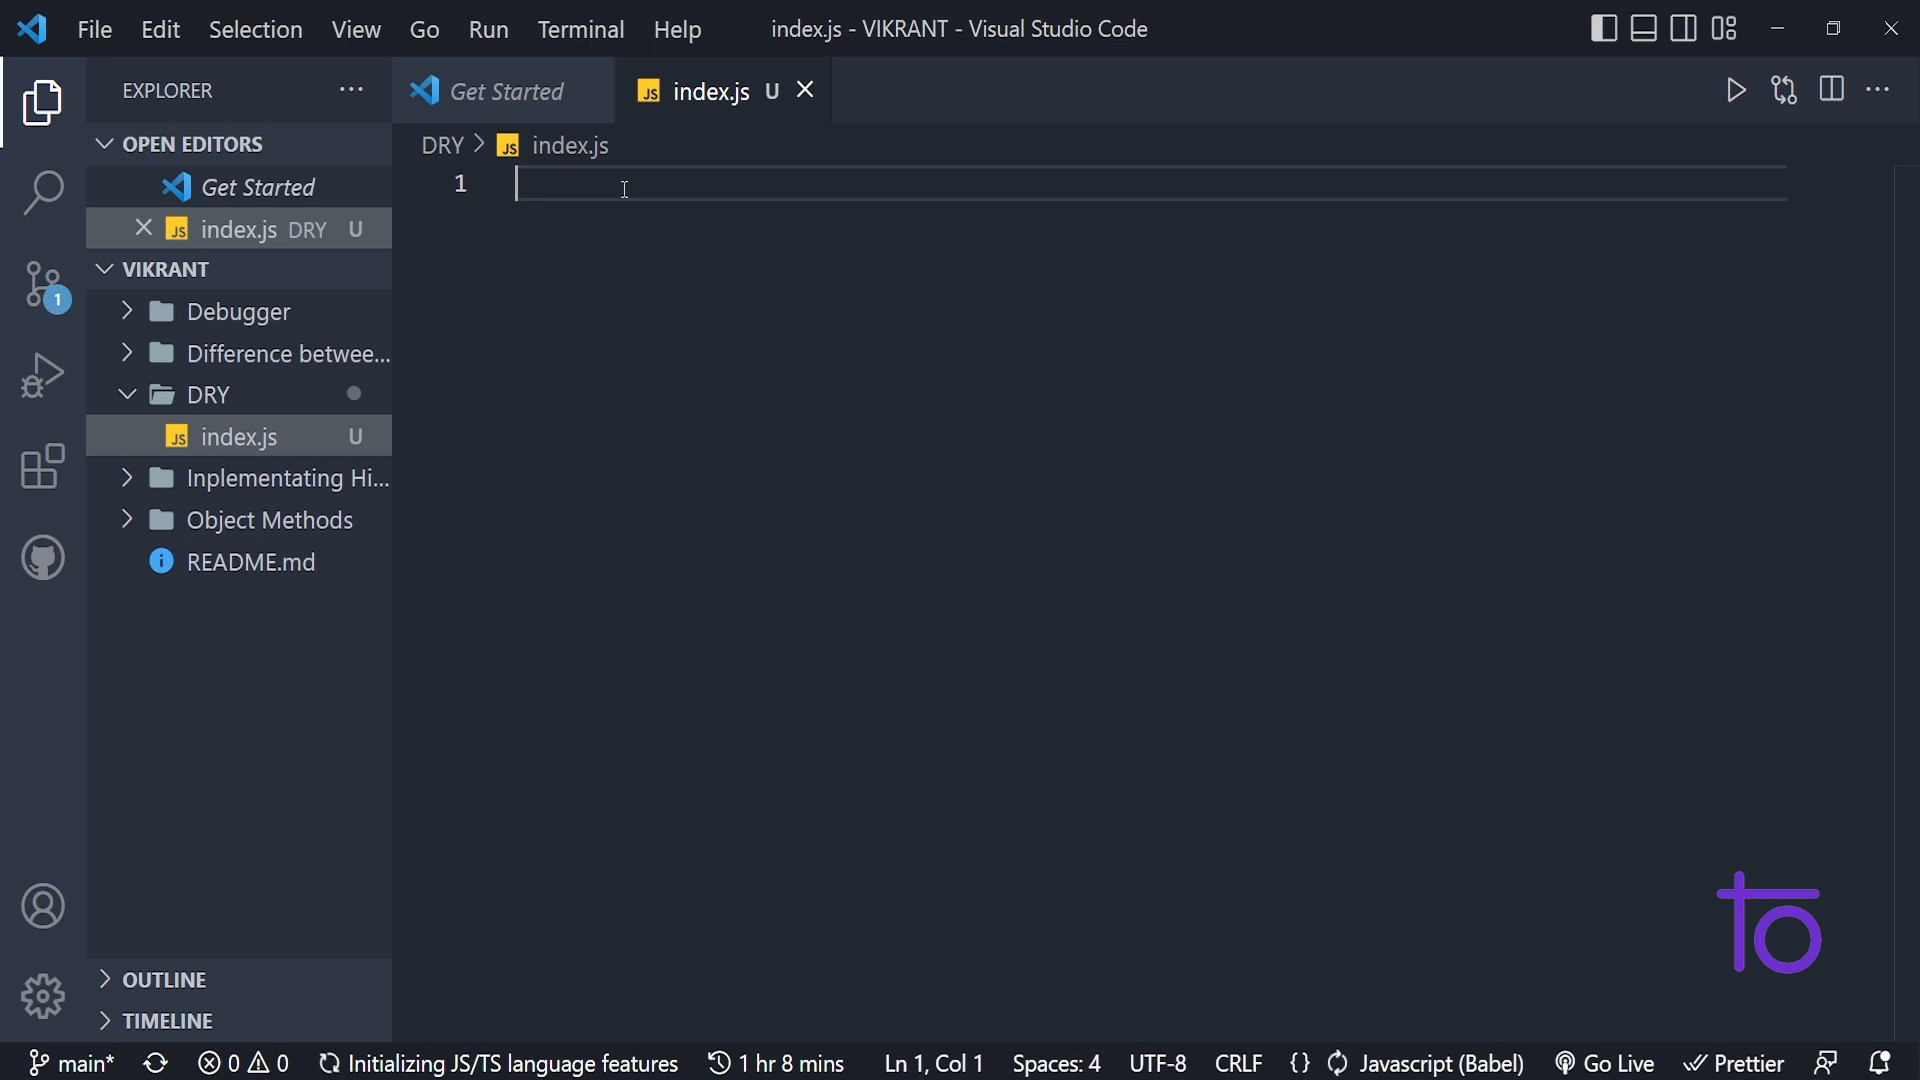 File Edit Selection View Go Run Terminal Help index.js - VIKRANT - Visual Studio Code
EXPLORER
Get Started
index.js U
OPEN EDITORS
Get Started
index.js DRY U
VIKRANT
Debugger
Difference betwee...
DRY
index.js U
Inplementating Hi...
Object Methods
README.md
OUTLINE
TIMELINE
DRY > JS index.js
1
1
to
main* 0 0 Initializing JS/TS language features 1 hr 8 mins Ln 1, Col 1 Spaces: 4 UTF-8 CRLF {} Javascript (Babel) Go Live Prettier